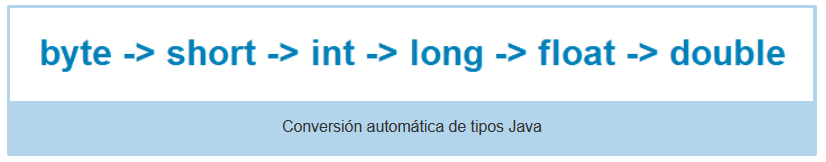 byte -> short -> int -> long -> float -> double
Conversión automática de tipos Java